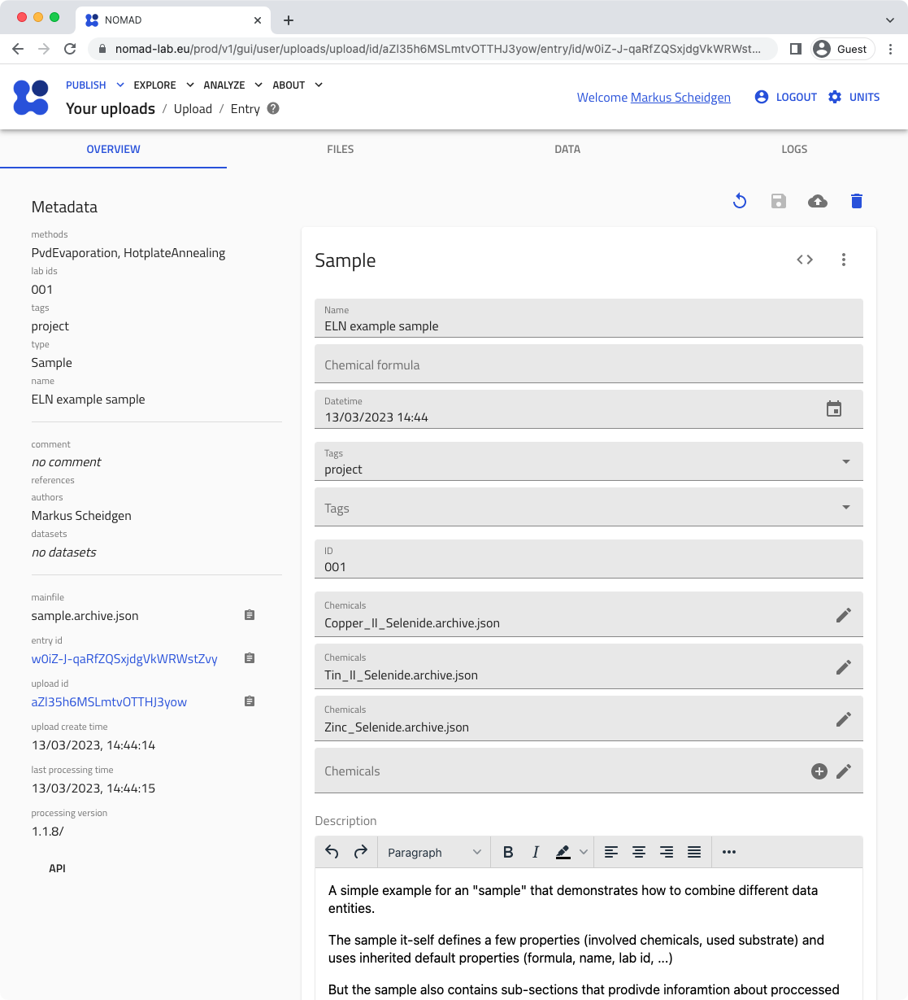 NOMAD
nomad-lab.eu/prod/v1/gui/user/uploads/upload/id/aZl35h6MSLmtvOTTHJ3yow/entry/id/w0iZ-J-qaRfZQSxjdgVkWRWst...
Guest
PUBLISH EXPLORE ANALYZE ABOUT
Your uploads / Upload / Entry ?
Welcome Markus Scheidgen
LOGOUT UNITS
OVERVIEW FILES DATA LOGS
Metadata
methods
PvdEvaporation, HotplateAnnealing
lab ids
001
tags
project
type
Sample
name
ELN example sample
comment
no comment
references
authors
Markus Scheidgen
datasets
no datasets
mainfile
sample.archive.json
entry id
w0iZ-J-qaRfZQSxjdgVkWRWstZvy
upload id
aZl35h6MSLmtvOTTHJ3yow
upload create time
13/03/2023, 14:44:14
last processing time
13/03/2023, 14:44:15
processing version
1.1.8/
API
Sample
Name
ELN example sample
Chemical formula
Datetime
13/03/2023 14:44
Tags
project
Tags
ID
001
Chemicals
Copper_II_Selenide.archive.json
Chemicals
Tin_II_Selenide.archive.json
Chemicals
Zinc_Selenide.archive.json
Chemicals
Description
Paragraph B I
A simple example for an "sample" that demonstrates how to combine different data
entities.
The sample it-self defines a few properties (involved chemicals, used substrate) and
uses inherited default properties (formula, name, lab id, ...)
But the sample also contains sub-sections that prodivde inforamtion about proccessed